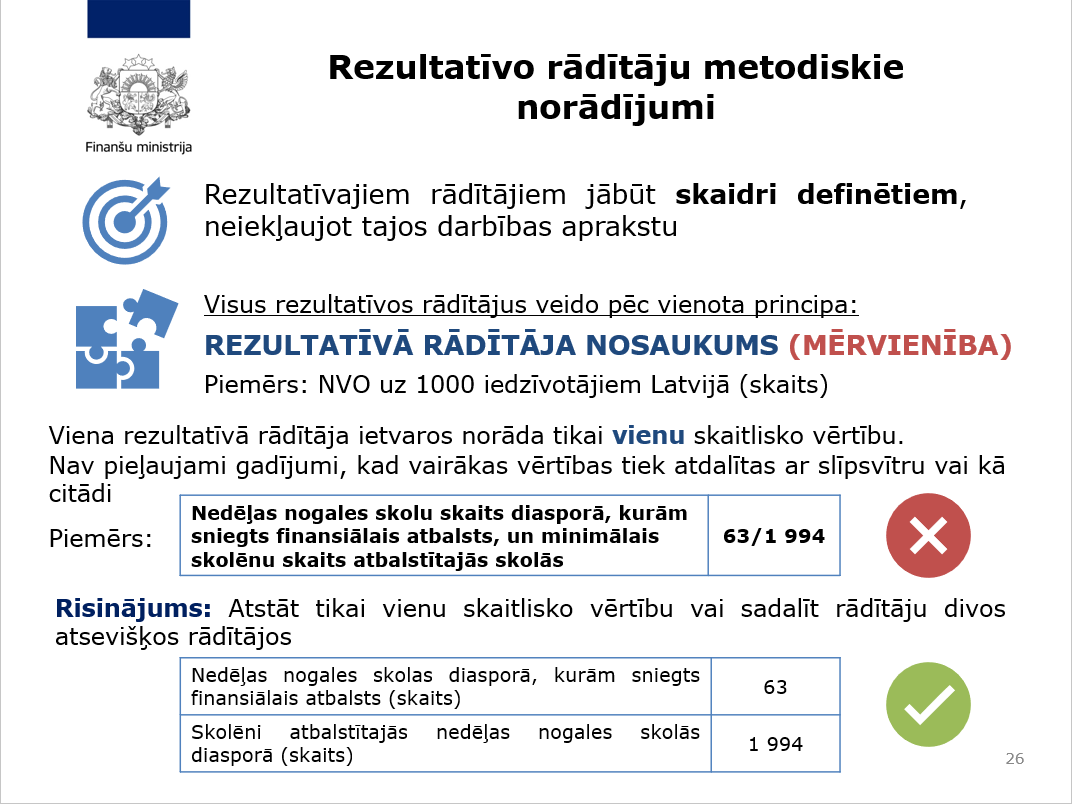 Finanšu ministrija
Rezultatīvo rādītāju metodiskie
norādījumi
Rezultatīvajiem rādītājiem jābūt skaidri definētiem,
neiekļaujot tajos darbības aprakstu
Visus rezultatīvos rādītājus veido pēc vienota principa:
REZULTATĪVĀ RĀDĪTĀJA NOSAUKUMS (MĒRVIENĪBA)
Piemērs: NVO uz 1000 iedzīvotājiem Latvijā (skaits)
Viena rezultatīvā rādītāja ietvaros norāda tikai vienu skaitlisko vērtību.
Nav pieļaujami gadījumi, kad vairākas vērtības tiek atdalītas ar slīpsvītru vai kā
citādi
Piemērs:
Nedēļas nogales skolu skaits diasporā, kurām
sniegts finansiālais atbalsts, un minimālais
skolēnu skaits atbalstītajās skolās
63/1 994
Risinājums: Atstāt tikai vienu skaitlisko vērtību vai sadalīt rādītāju divos
atsevišķos rādītājos
Nedēļas nogales skolas diasporā, kurām sniegts
finansiālais atbalsts (skaits)
63
Skolēni atbalstītajās nedēļas nogales skolās
diasporā (skaits)
1 994
26